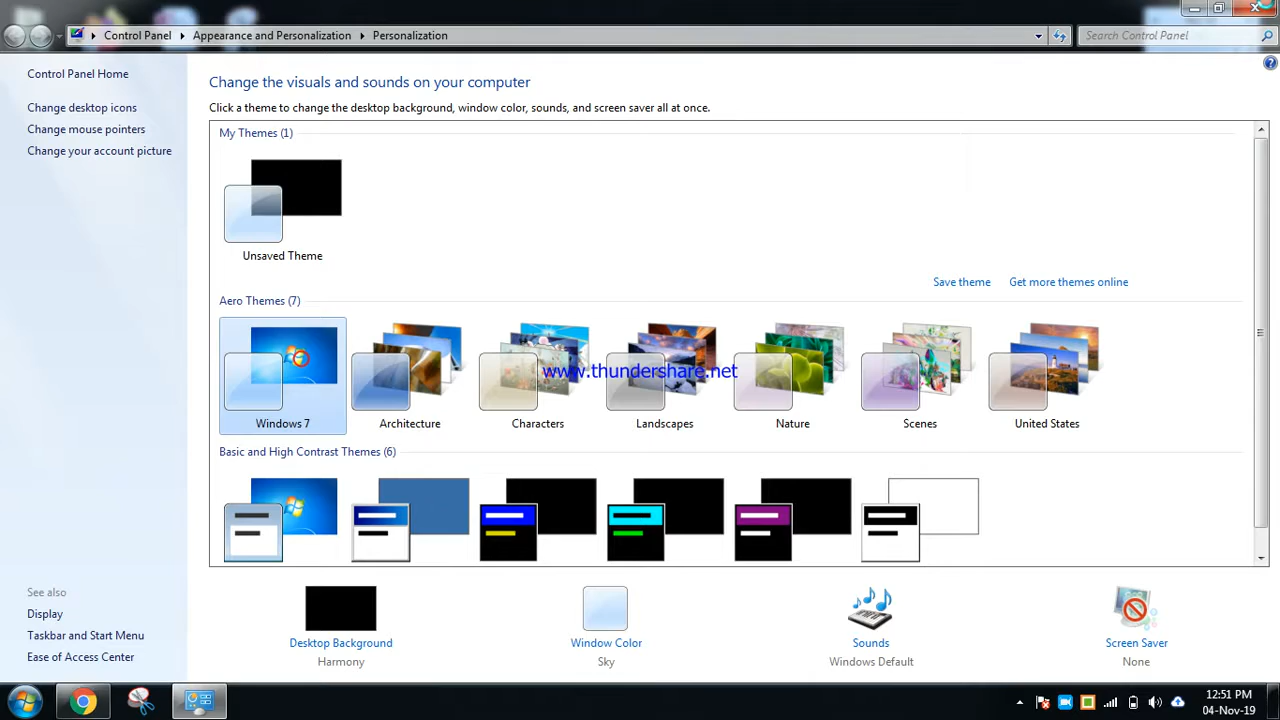 Control Panel Appearance and Personalization Personalization
Search Control Panel
Control Panel Home
Change desktop icons
Change mouse pointers
Change your account picture
Change the visuals and sounds on your computer
Click a theme to change the desktop background, window color, sounds, and screen saver all at once.
My Themes (1)
Unsaved Theme
Save theme Get more themes online
Aero Themes (7)
www.thundershare.net
Windows 7 Architecture Characters Landscapes Nature Scenes United States
Basic and High Contrast Themes (6)
See also
Display
Taskbar and Start Menu
Ease of Access Center
Desktop Background Window Color Sounds Screen Saver
Harmony Sky Windows Default None
12:51 PM
04-Nov-19